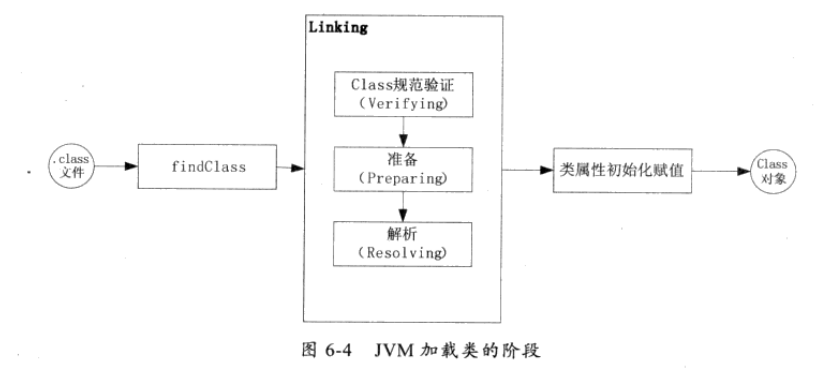 Linking
Class规范验证
(Verifying)
.class
文件
findClass
准备
(Preparing)
类属性初始化赋值
Class
对象
解析
(Resolving)
图 6-4 JVM 加载类的阶段